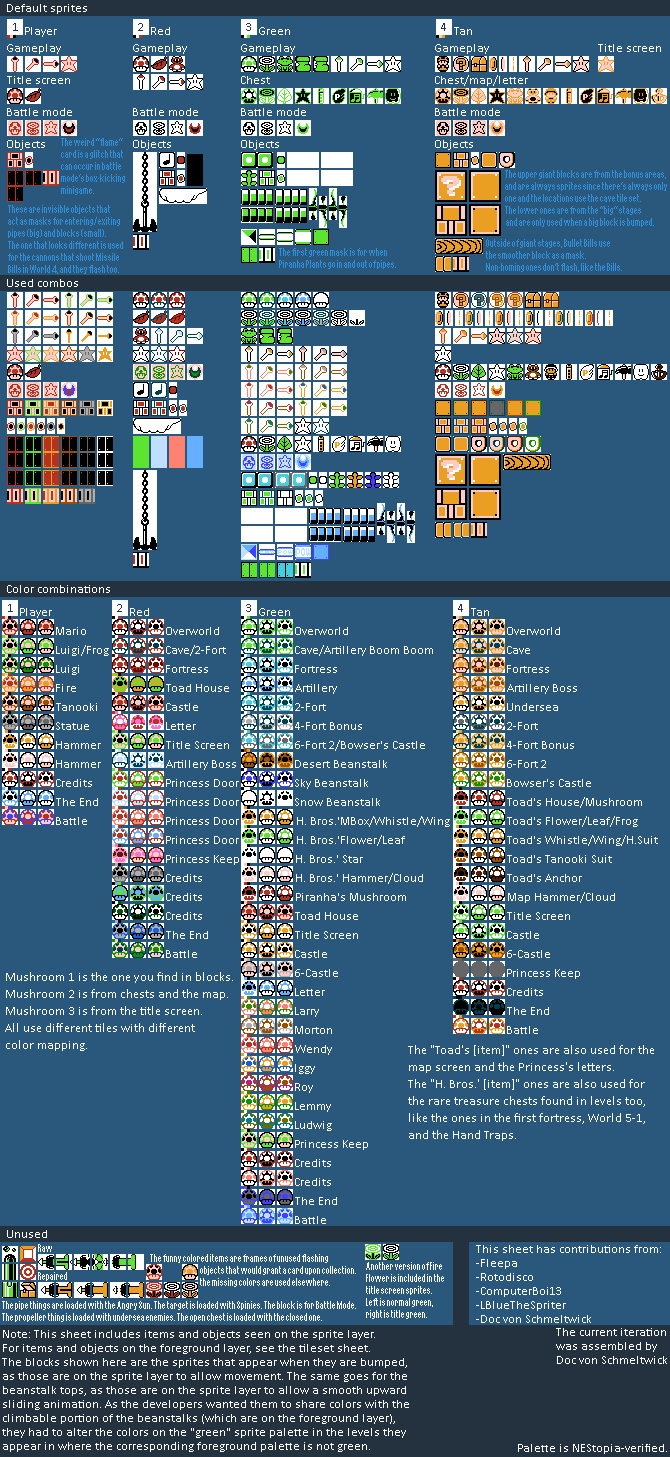 Default sprites
1 Player
2 Red
3 Green
4 Tan
Gameplay
Gameplay
Gameplay
Gameplay
Title screen
Title screen
Chest
Chest/map/letter
Battle mode
Battle mode
Battle mode
Battle mode
Objects
Objects
Objects
Objects
The weird "flame"
card is a glitch that
can occur in battle
mode's box-kicking
minigame.
These are invisible objects that
act as masks for entering/exiting
pipes (big) and blocks (small).
The one that looks different is used
for the cannons that shoot Missile
Bills in World 4, and they flash too.
The first green mask is for when
Piranha Plants go in and out of pipes.
The upper giant blocks are from the bonus areas,
and are always sprites since there's always only
one and the locations use the cave tile set.
The lower ones are from the "big" stages
and are only used when a big block is bumped.
Outside of giant stages, Bullet Bills use
the smoother block as a mask.
Non-homing ones don't flash, like the Bills.
Used combos
Color combinations
1 Player
Mario
Luigi/Frog
Luigi
Fire
Tanooki
Statue
Hammer
Hammer
Credits
The End
Battle
2 Red
Overworld
Cave/2-Fort
Fortress
Toad House
Castle
Letter
Title Screen
Artillery Boss
Princess Door
Princess Door
Princess Door
Princess Door
Princess Keep
Credits
Credits
Credits
The End
Battle
3 Green
Overworld
Cave/Artillery Boom Boom
Fortress
Artillery
2-Fort
4-Fort Bonus
6-Fort 2/Bowser's Castle
Desert Beanstalk
Sky Beanstalk
Snow Beanstalk
H. Bros.'MBox/Whistle/Wing
H. Bros.'Flower/Leaf
H. Bros.' Star
H. Bros.' Hammer/Cloud
Piranha's Mushroom
Toad House
Title Screen
Castle
6-Castle
Letter
Larry
Morton
Wendy
Iggy
Roy
Lemmy
Ludwig
Princess Keep
Credits
Credits
The End
Battle
4 Tan
Overworld
Cave
Fortress
Artillery Boss
Undersea
2-Fort
4-Fort Bonus
6-Fort 2
Bowser's Castle
Toad's House/Mushroom
Toad's Flower/Leaf/Frog
Toad's Whistle/Wing/H.Suit
Toad's Tanooki Suit
Toad's Anchor
Map Hammer/Cloud
Title Screen
Castle
6-Castle
Princess Keep
Credits
The End
Battle
Mushroom 1 is the one you find in blocks.
Mushroom 2 is from chests and the map.
Mushroom 3 is from the title screen.
All use different tiles with different
color mapping.
The "Toad's [item]" ones are also used for the
map screen and the Princess's letters.
The "H. Bros.' [item]" ones are also used for
the rare treasure chests found in levels too,
like the ones in the first fortress, World 5-1,
and the Hand Traps.
Unused
Raw
Repaired
The funny colored items are frames of unused flashing
objects that would grant a card upon collection.
the missing colors are used elsewhere.
The pipe things are loaded with the Angry Sun. The target is loaded with Spinies. The block is for Battle Mode.
The propeller thing is loaded with undersea enemies. The open chest is loaded with the closed one.
Another version of Fire
Flower is included in the
title screen sprites.
Left is normal green,
right is title green.
This sheet has contributions from:
-Fleepa
-Rotodisco
-ComputerBoi13
-LBlueTheSpriter
-Doc von Schmeltwick
The current iteration
was assembled by
Doc von Schmeltwick
Note: This sheet includes items and objects seen on the sprite layer.
For items and objects on the foreground layer, see the tileset sheet.
The blocks shown here are the sprites that appear when they are bumped,
as those are on the sprite layer to allow movement. The same goes for the
beanstalk tops, as those are on the sprite layer to allow a smooth upward
sliding animation. As the developers wanted them to share colors with the
climbable portion of the beanstalks (which are on the foreground layer),
they had to alter the colors on the "green" sprite palette in the levels they
appear in where the corresponding foreground palette is not green.
Palette is NEStopia-verified.